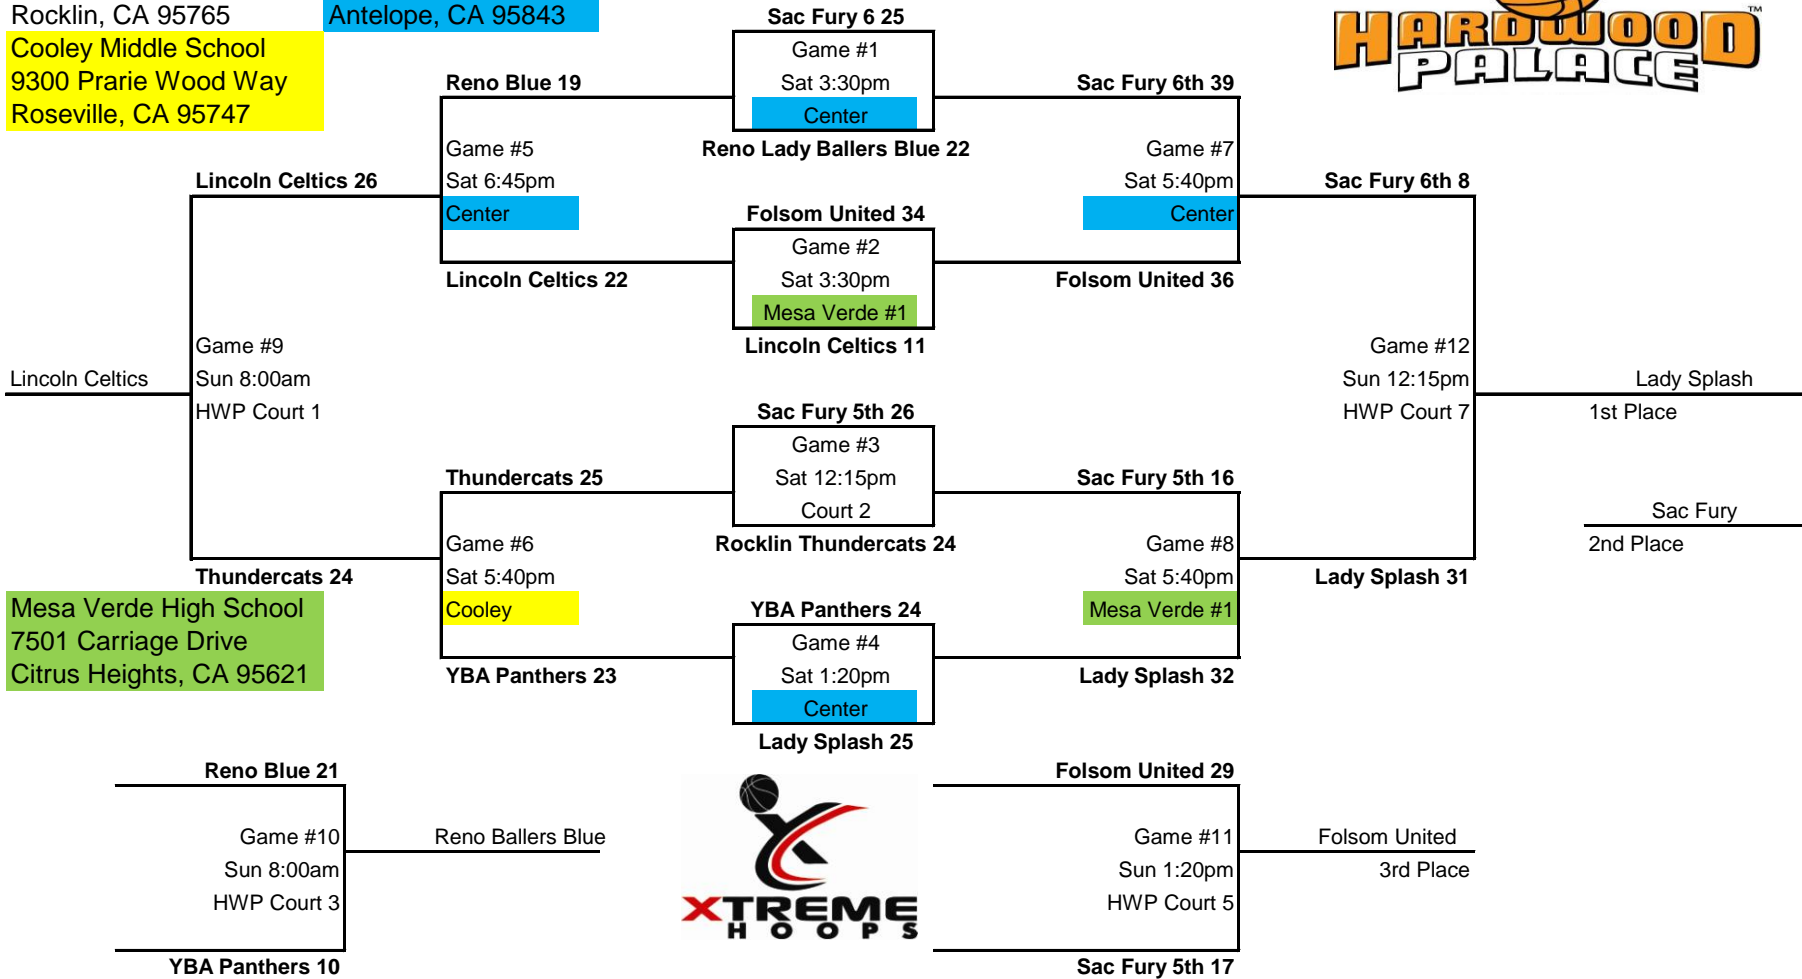 Rocklin, CA 95765
Antelope, CA 95843
Cooley Middle School
9300 Prarie Wood Way
Roseville, CA 95747
HARDWOOD
PALACE
TM
Sac Fury 6 25
Game #1
Sat 3:30pm
Center
Reno Lady Ballers Blue 22
Reno Blue 19
Game #5
Sat 6:45pm
Center
Lincoln Celtics 22
Sac Fury 6th 39
Game #7
Sat 5:40pm
Center
Folsom United 36
Folsom United 34
Game #2
Sat 3:30pm
Mesa Verde #1
Lincoln Celtics 11
Lincoln Celtics 26
Game #9
Sun 8:00am
HWP Court 1
Thundercats 24
Lincoln Celtics
Sac Fury 6th 8
Game #12
Sun 12:15pm
HWP Court 7
Lady Splash 31
Lady Splash
1st Place
Sac Fury
2nd Place
Sac Fury 5th 26
Game #3
Sat 12:15pm
Court 2
Rocklin Thundercats 24
Thundercats 25
Game #6
Sat 5:40pm
Cooley
YBA Panthers 23
Sac Fury 5th 16
Game #8
Sat 5:40pm
Mesa Verde #1
Lady Splash 32
YBA Panthers 24
Game #4
Sat 1:20pm
Center
Lady Splash 25
Mesa Verde High School
7501 Carriage Drive
Citrus Heights, CA 95621
Reno Blue 21
Game #10
Sun 8:00am
HWP Court 3
YBA Panthers 10
Reno Ballers Blue
XTREME
HOOPS
Folsom United 29
Game #11
Sun 1:20pm
HWP Court 5
Sac Fury 5th 17
Folsom United
3rd Place